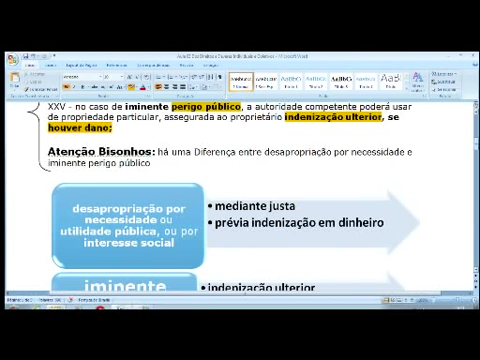 XXV – no caso de iminente perigo público, a autoridade competente poderá usar
de propriedade particular, assegurada ao proprietário indenização ulterior, se
houver dano;
Atenção Bisonhos: há uma Diferença entre desapropriação por necessidade e
iminente perigo público
desapropriação por
necessidade ou
utilidade pública, ou por
interesse social
• mediante justa
• prévia indenização em dinheiro
iminente
• indenização ulterior